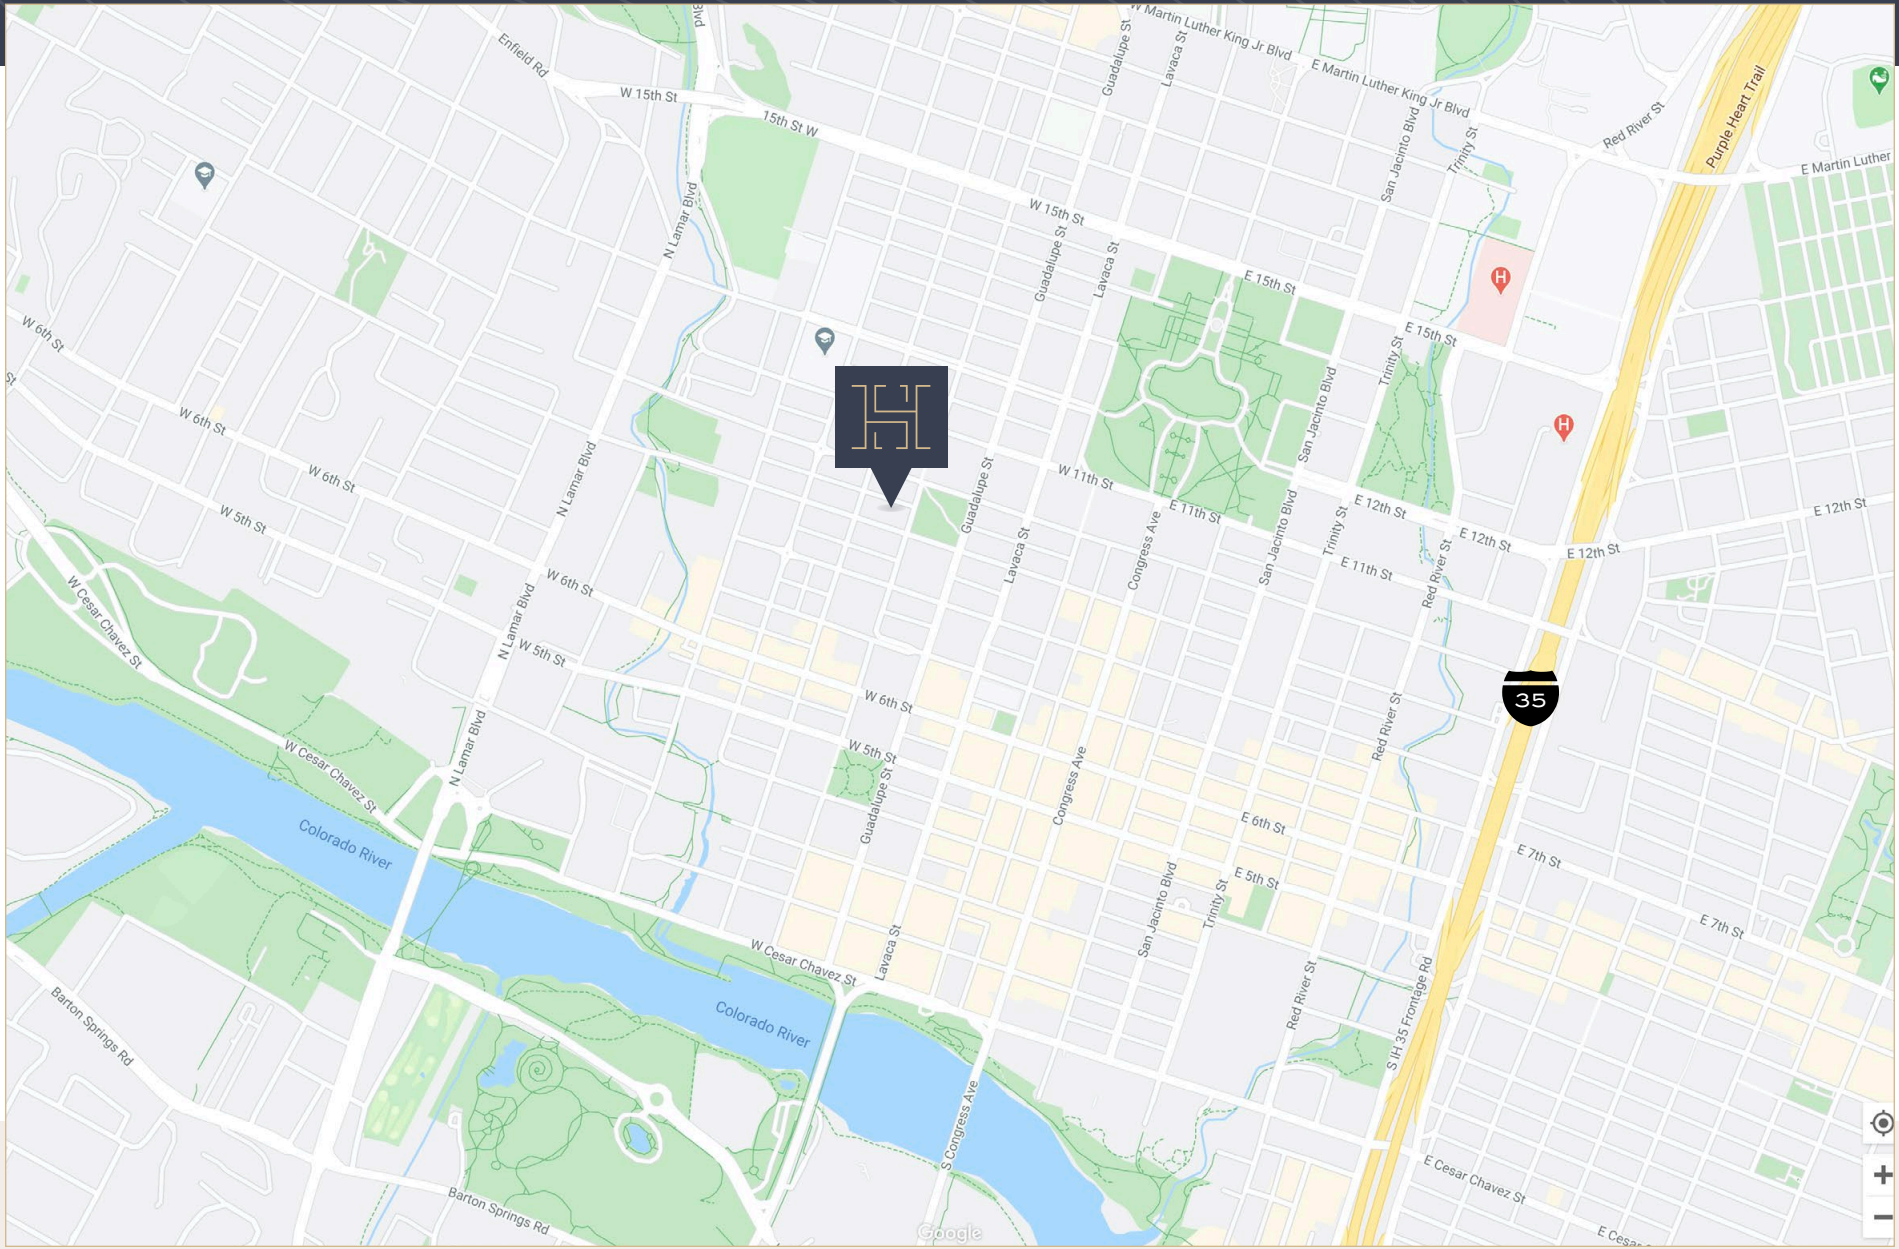 Blvd
W Martin Luther King Jr Blvd
Guadalupe St
Lavaca St
Enfield Rd
E Martin Luther King Jr Blvd
Purple Heart Trail
W 15th St
15th St W
Red River St
San Jacinto Blvd
Trinity St
E Martin Luther
N Lamar Blvd
W 15th St
Guadalupe St
Lavaca St
E 15th St
H
E 15th St
W 6th St
Trinity St
St
San Jacinto Blvd
H
W 6th St
H
W 6th St
N Lamar Blvd
W 11th St
Guadalupe St
E 12th St
E 11th St
E 12th St
W 5th St
San Jacinto Blvd
Trinity St
E 12th St
E 12th St
Lavaca St
Congress Ave
E 11th St
Red River St
W 6th St
W Cesar Chavez St
N Lamar Blvd
W 5th St
35
W 6th St
Red River St
N Lamar Blvd
W 5th St
W Cesar Chavez St
Congress Ave
Guadalupe St
E 6th St
Colorado River
E 7th St
E 5th St
San Jacinto Blvd
Trinity St
E 7th St
Lavaca St
W Cesar Chavez St
Red River St
S IH 35 Frontage Rd
Barton Springs Rd
Colorado River
S Congress Ave
E Cesar Chavez St
+
Barton Springs Rd
−
Google
E Cesar